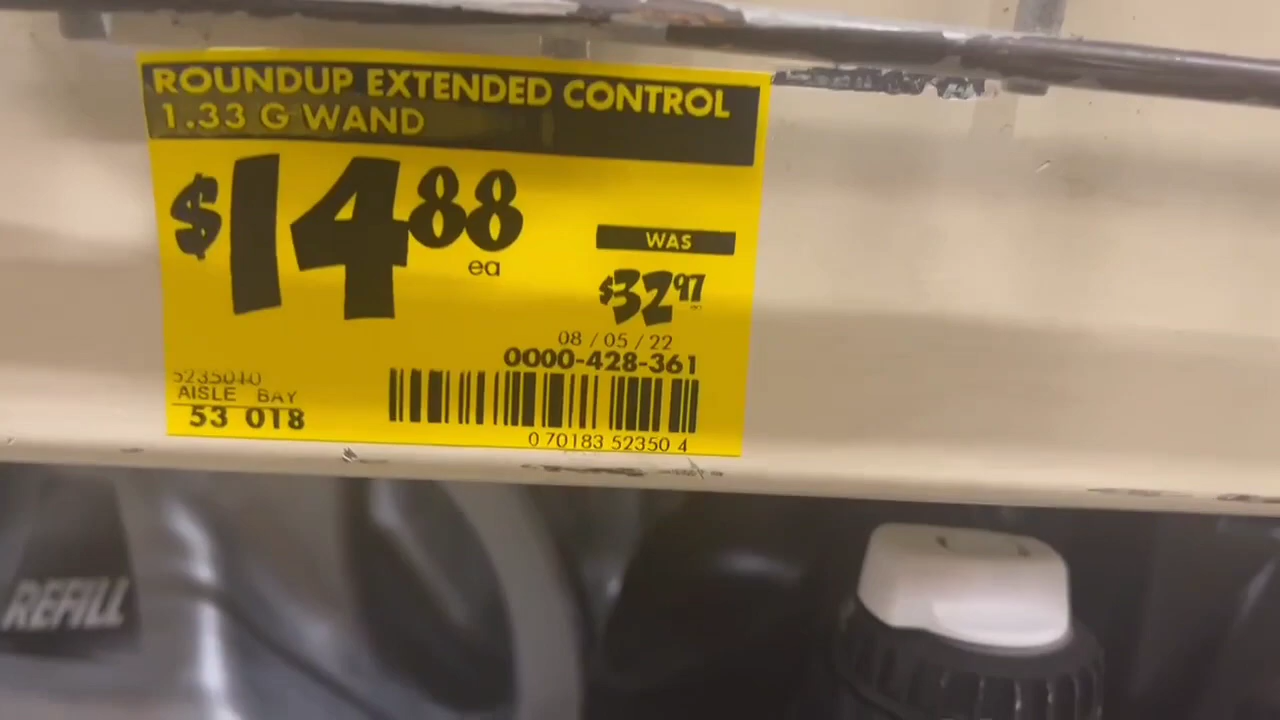 ROUNDUP EXTENDED CONTROL
1.33 G WAND
$14 88
ea
WAS
$32 97
08/05/22
0000-428-361
5235040
AISLE BAY
53 018
0 70183 52350 4
REFILL